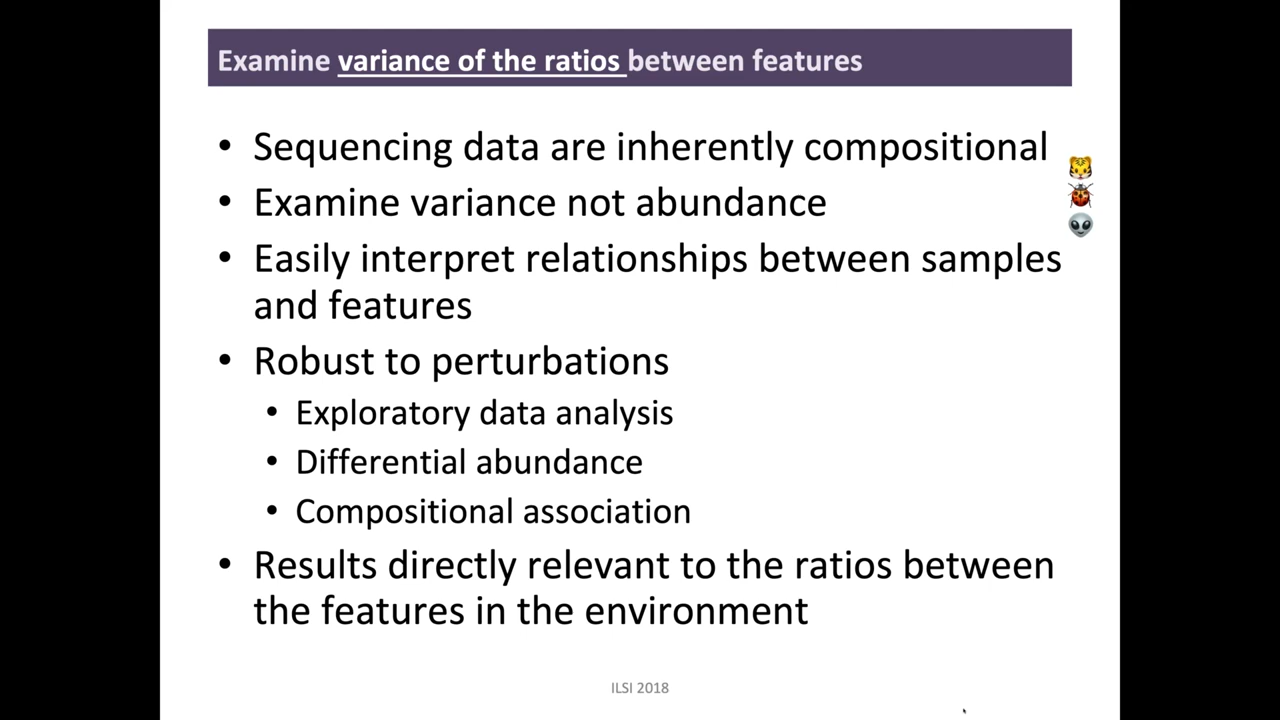 Examine variance of the ratios between features
• Sequencing data are inherently compositional
• Examine variance not abundance
• Easily interpret relationships between samples
and features
• Robust to perturbations
• Exploratory data analysis
• Differential abundance
• Compositional association
• Results directly relevant to the ratios between
the features in the environment
ILSI 2018